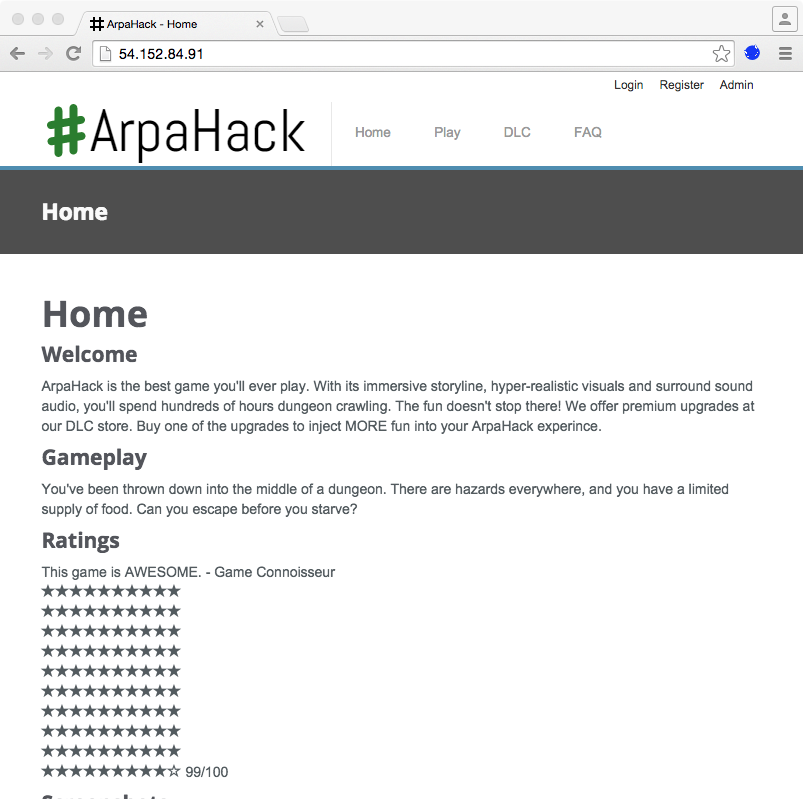 ArpaHack - Home
54.152.84.91
Login Register Admin
#ArpaHack
Home Play DLC FAQ
Home
Home
Welcome
ArpaHack is the best game you'll ever play. With its immersive storyline, hyper-realistic visuals and surround sound
audio, you'll spend hundreds of hours dungeon crawling. The fun doesn't stop there! We offer premium upgrades at
our DLC store. Buy one of the upgrades to inject MORE fun into your ArpaHack experince.
Gameplay
You've been thrown down into the middle of a dungeon. There are hazards everywhere, and you have a limited
supply of food. Can you escape before you starve?
Ratings
This game is AWESOME. - Game Connoisseur
★★★★★★★★★★
★★★★★★★★★★
★★★★★★★★★★
★★★★★★★★★★
★★★★★★★★★★
★★★★★★★★★★
★★★★★★★★★★
★★★★★★★★★★
★★★★★★★★★★
★★★★★★★★★☆ 99/100